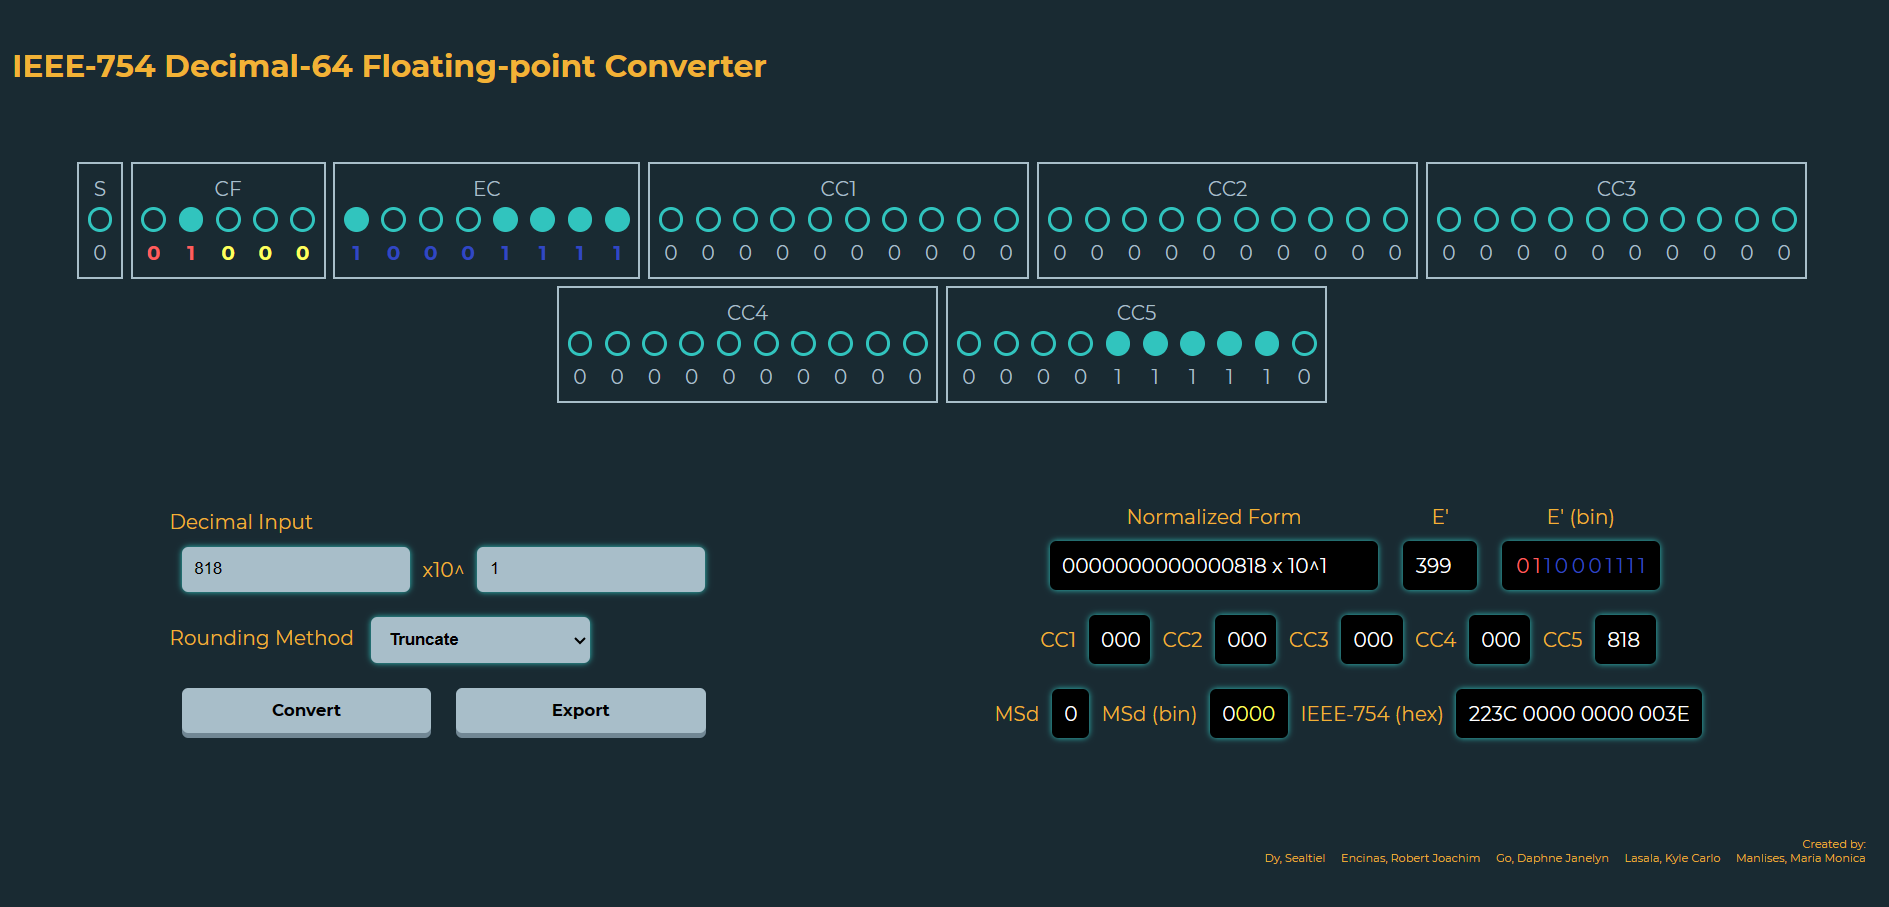 IEEE-754 Decimal-64 Floating-point Converter
S CF EC CC1 CC2 CC3
0 0 1 0 0 0 1 0 0 0 1 1 1 1 0 0 0 0 0 0 0 0 0 0 0 0 0 0 0 0 0 0 0 0 0 0 0 0 0 0 0 0 0 0
CC4 CC5
0 0 0 0 0 0 0 0 0 0 0 0 0 0 1 1 1 1 1 0
Decimal Input
818 x10^ 1
Rounding Method Truncate
Convert Export
Normalized Form E' E' (bin)
0000000000000818 x 10^1 399 0110001111
CC1 000 CC2 000 CC3 000 CC4 000 CC5 818
MSd 0 MSd (bin) 0000 IEEE-754 (hex) 223C 0000 0000 003E
Created by:
Dy, Sealtiel Encinas, Robert Joachim Go, Daphne Janelyn Lasala, Kyle Carlo Manlises, Maria Monica